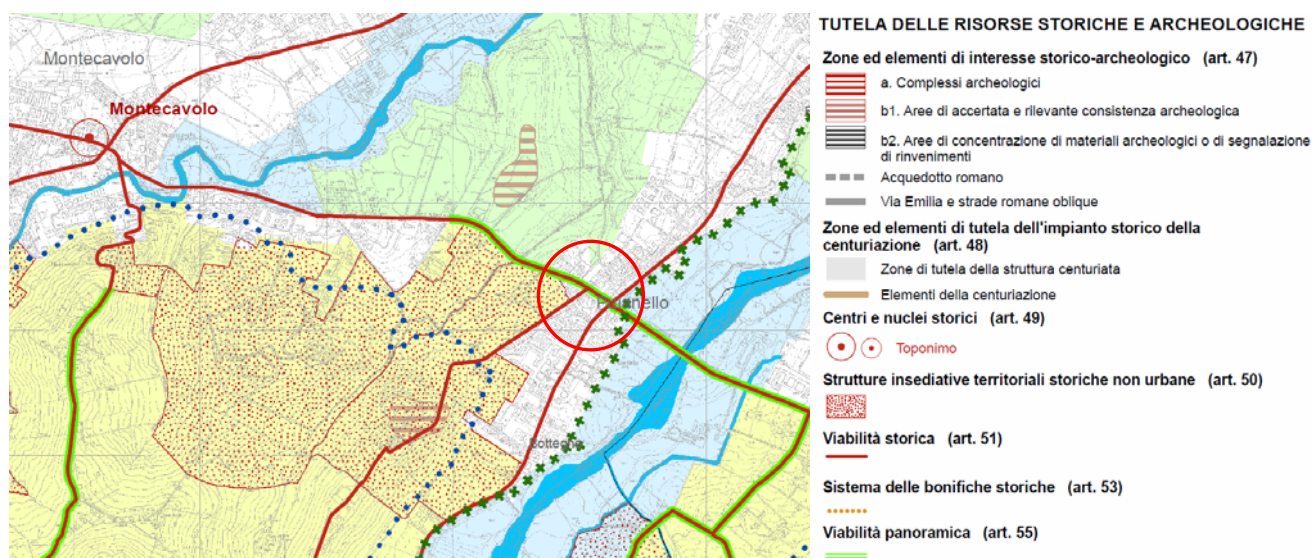 Montecavolo
Montecavolo
Botteghe
TUTELA DELLE RISORSE STORICHE E ARCHEOLOGICHE
Zone ed elementi di interesse storico-archeologico (art. 47)
a. Complessi archeologici
b1. Aree di accertata e rilevante consistenza archeologica
b2. Aree di concentrazione di materiali archeologici o di segnalazione
di rinvenimenti
Acquedotto romano
Via Emilia e strade romane oblique
Zone ed elementi di tutela dell'impianto storico della
centuriazione (art. 48)
Zone di tutela della struttura centuriata
Elementi della centuriazione
Centri e nuclei storici (art. 49)
Toponimo
Strutture insediative territoriali storiche non urbane (art. 50)
Viabilità storica (art. 51)
Sistema delle bonifiche storiche (art. 53)
Viabilità panoramica (art. 55)